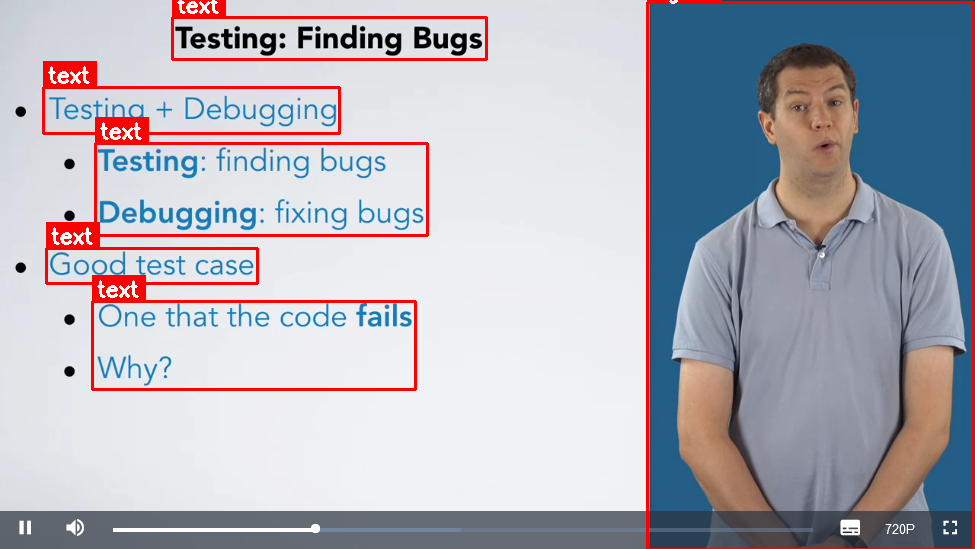 text
Testing: Finding Bugs
text
Testing + Debugging
text
Testing: finding bugs
Debugging: fixing bugs
text
Good test case
text
One that the code fails
Why?
720P